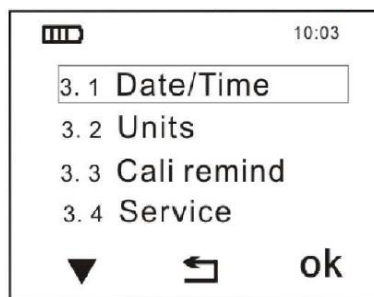 10:03
3.1 Date/Time
3.2 Units
3.3 Cali remind
3.4 Service
ok